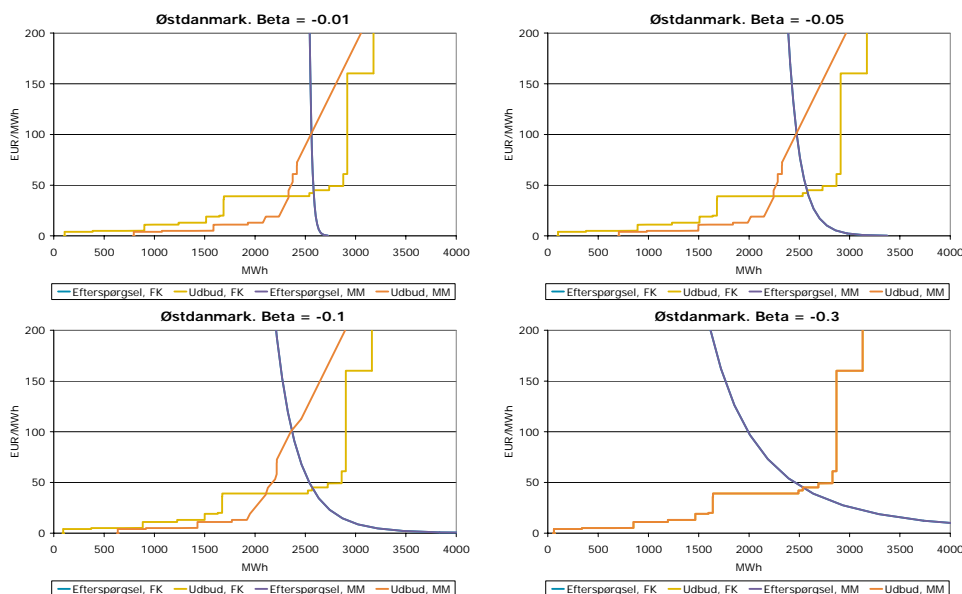 Østdanmark. Beta = -0.01
200
150
100
50
0
EUR/MWh
0 500 1000 1500 2000 2500 3000 3500 4000
MWh
Efterspørgsel, FK Udbud, FK Efterspørgsel, MM Udbud, MM
Østdanmark. Beta = -0.05
200
150
100
50
0
EUR/MWh
0 500 1000 1500 2000 2500 3000 3500 4000
MWh
Efterspørgsel, FK Udbud, FK Efterspørgsel, MM Udbud, MM
Østdanmark. Beta = -0.1
200
150
100
50
0
EUR/MWh
0 500 1000 1500 2000 2500 3000 3500 4000
MWh
Efterspørgsel, FK Udbud, FK Efterspørgsel, MM Udbud, MM
Østdanmark. Beta = -0.3
200
150
100
50
0
EUR/MWh
0 500 1000 1500 2000 2500 3000 3500 4000
MWh
Efterspørgsel, FK Udbud, FK Efterspørgsel, MM Udbud, MM